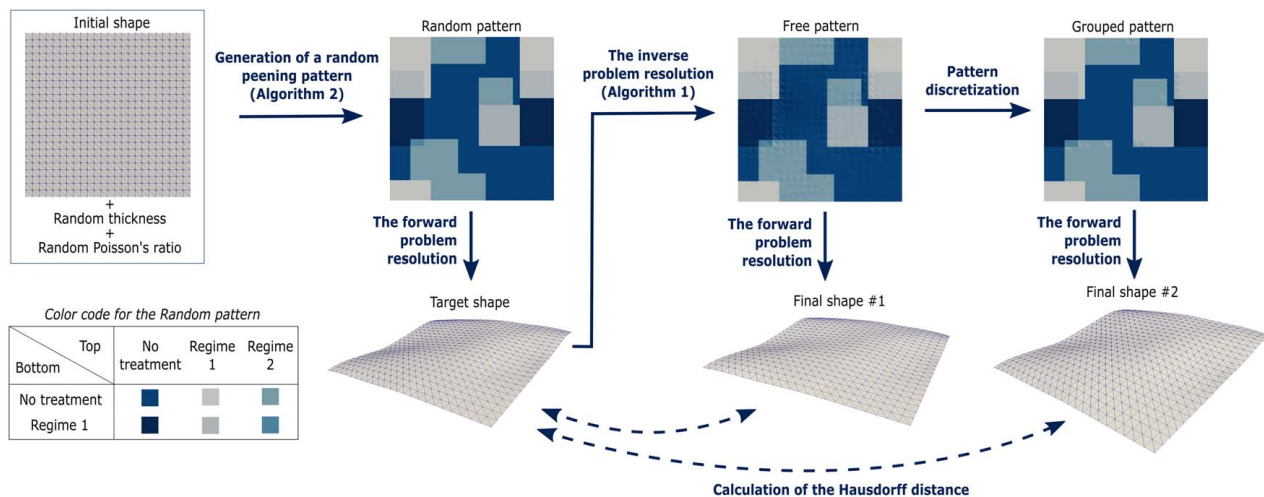 Initial shape
+
Random thickness
+
Random Poisson's ratio
Generation of a random
peening pattern
(Algorithm 2)
Random pattern
The inverse
problem resolution
(Algorithm 1)
Free pattern
Pattern
discretization
Grouped pattern
The forward
problem
resolution
The forward
problem
resolution
The forward
problem
resolution
Target shape
Final shape #1
Final shape #2
Color code for the Random pattern
Top
Bottom
No
treatment
Regime
1
Regime
2
No treatment
Regime 1
Calculation of the Hausdorff distance